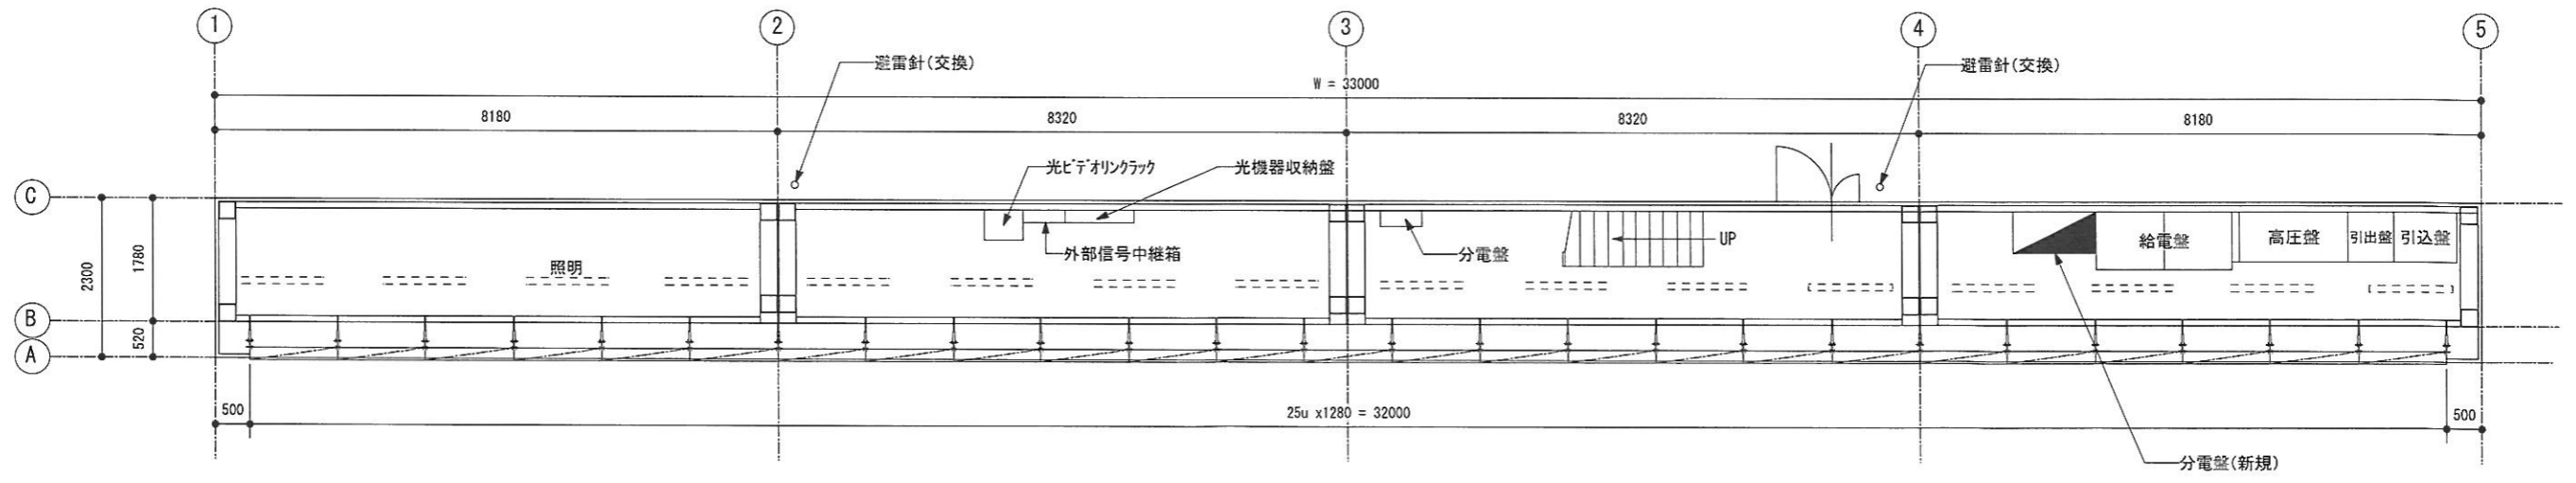 1
2
3
4
5
避雷針(交換)
避雷針(交換)
W = 33000
8180
8320
8320
8180
C
光ﾋﾞﾃﾞｵﾘﾝｸﾗｯｸ
光機器収納盤
外部信号中継箱
分電盤
UP
給電盤
高圧盤
引出盤
引込盤
照明
2300
1780
520
B
A
500
25u x1280 = 32000
500
分電盤(新規)